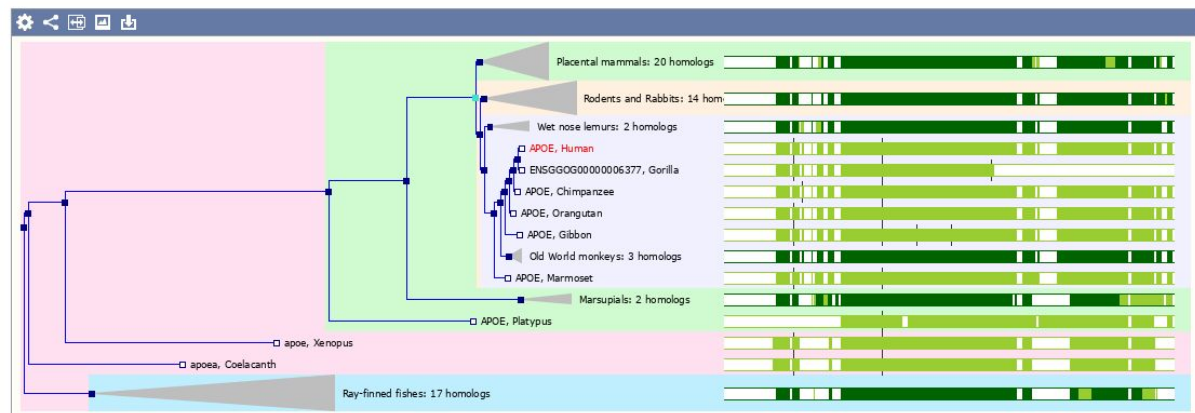 Placental mammals: 20 homologs
Rodents and Rabbits: 14 hom
Wet nose lemurs: 2 homologs
APOE, Human
ENSGGOG00000006377, Gorilla
APOE, Chimpanzee
APOE, Orangutan
APOE, Gibbon
Old World monkeys: 3 homologs
APOE, Marmoset
Marsupials: 2 homologs
APOE, Platypus
apoe, Xenopus
apoea, Coelacanth
Ray-finned fishes: 17 homologs